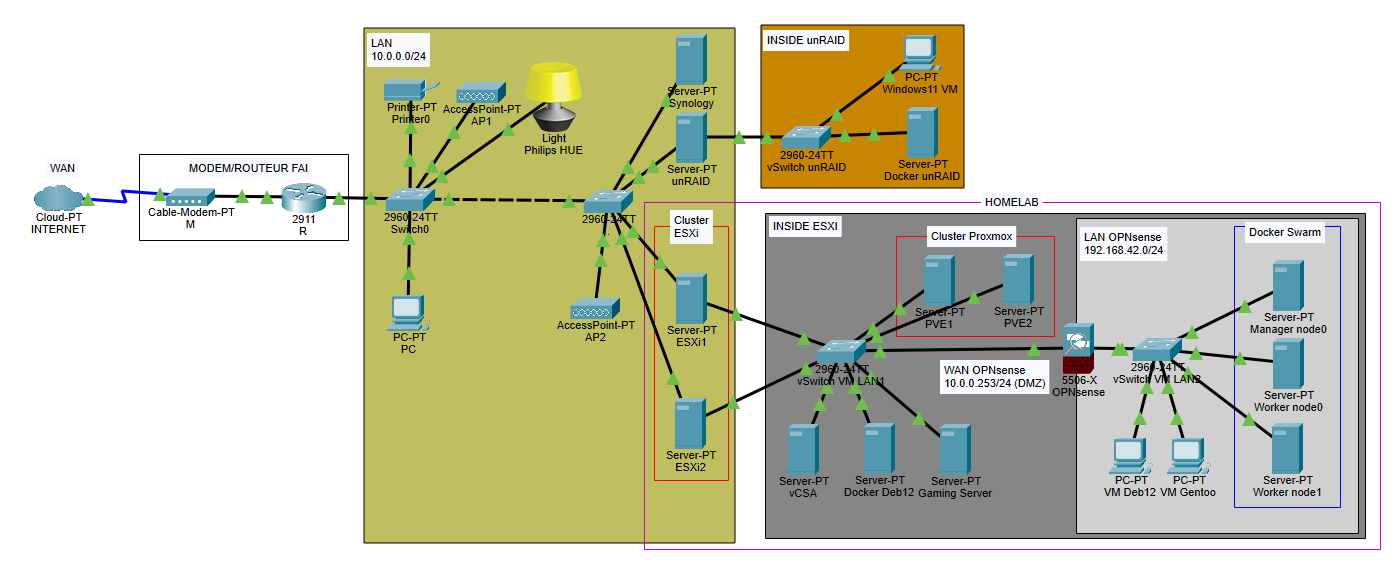 WAN
Cloud-PT
INTERNET
MODEM/ROUTEUR FAI
Cable-Modem-PT
M
2911
R
LAN
10.0.0.0/24
Printer-PT
Printer0
AccessPoint-PT
AP1
Light
Philips HUE
2960-24TT
Switch0
PC-PT
PC
Server-PT
Synology
Server-PT
unRAID
2960-24TT
.
AccessPoint-PT
AP2
INSIDE unRAID
PC-PT
Windows11 VM
2960-24TT
vSwitch unRAID
Server-PT
Docker unRAID
HOMELAB
Cluster
ESXi
Server-PT
ESXi1
Server-PT
ESXi2
INSIDE ESXI
Cluster Proxmox
Server-PT
PVE1
Server-PT
PVE2
2960-24TT
vSwitch VM LAN1
WAN OPNsense
10.0.0.253/24 (DMZ)
Server-PT
vCSA
Server-PT
Docker Deb12
Server-PT
Gaming Server
5506-X
OPNsense
LAN OPNsense
192.168.42.0/24
2960-24TT
vSwitch VM LAN2
PC-PT
VM Deb12
PC-PT
VM Gentoo
Docker Swarm
Server-PT
Manager node0
Server-PT
Worker node0
Server-PT
Worker node1